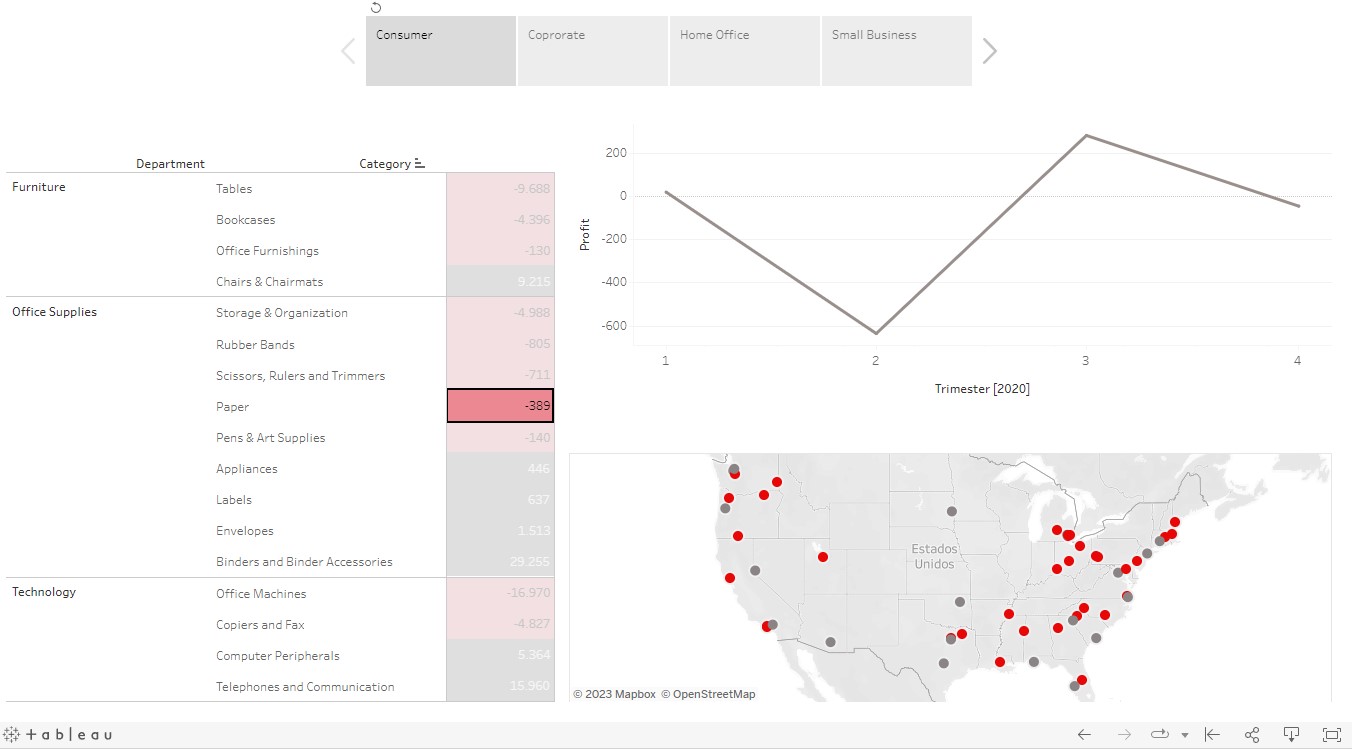 Consumer
Coprorate
Home Office
Small Business
Department Category
Furniture Tables -9.688
Bookcases -4.396
Office Furnishings -130
Chairs & Chairmats 9.215
Office Supplies Storage & Organization -4.988
Rubber Bands -805
Scissors, Rulers and Trimmers -711
Paper -389
Pens & Art Supplies -140
Appliances 446
Labels 637
Envelopes 1.513
Binders and Binder Accessories 29.255
Technology Office Machines -16.970
Copiers and Fax -4.827
Computer Peripherals 5.364
Telephones and Communication 15.960
Profit
200
0
-200
-400
-600
1 2 3 4
Trimester [2020]
Estados
Unidos
© 2023 Mapbox © OpenStreetMap
+ a b l e a u